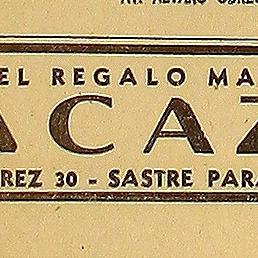 EL REGALO MA
ACAZ
REZ 30 - SASTRE PARA